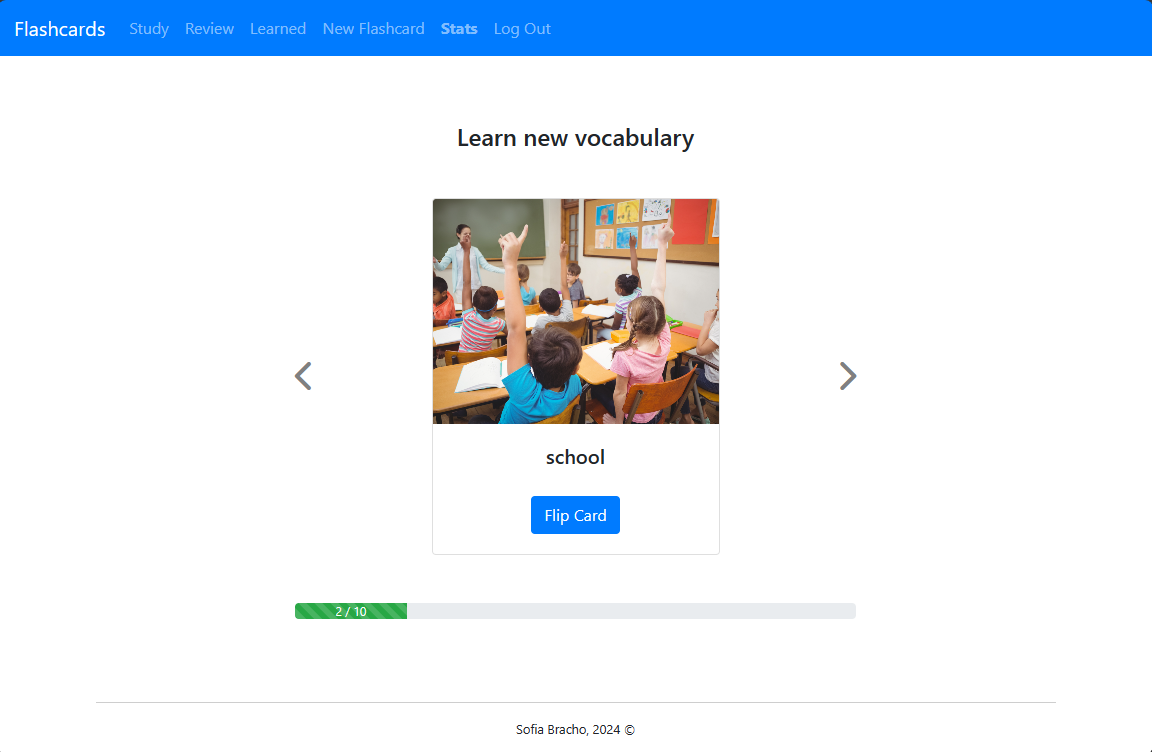 Flashcards Study Review Learned New Flashcard Stats Log Out
Learn new vocabulary
school
Flip Card
2 / 10
Sofia Bracho, 2024 ©